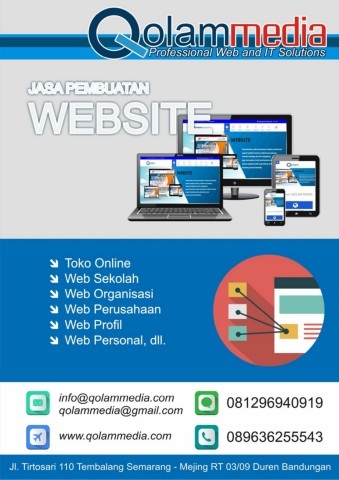 Qolammedia
Professional Web and IT Solutions
JASA PEMBUATAN
WEBSITE
WEBSITE
WEBSITE
Toko Online
Web Sekolah
Web Organisasi
Web Perusahaan
Web Profil
Web Personal, dll.
info@qolammedia.com
qolammedia@gmail.com
081296940919
www.qolammedia.com
089636255543
Jl. Tirtosari 110 Tembalang Semarang - Mejing RT 03/09 Duren Bandungan